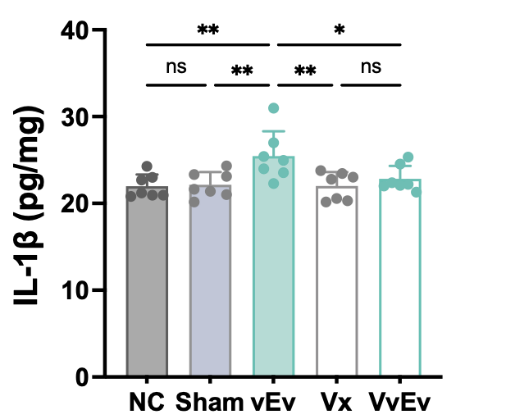 IL-1β (pg/mg)
40
30
20
10
0
** *
ns ** ** ns
NC Sham vEv Vx VvEv